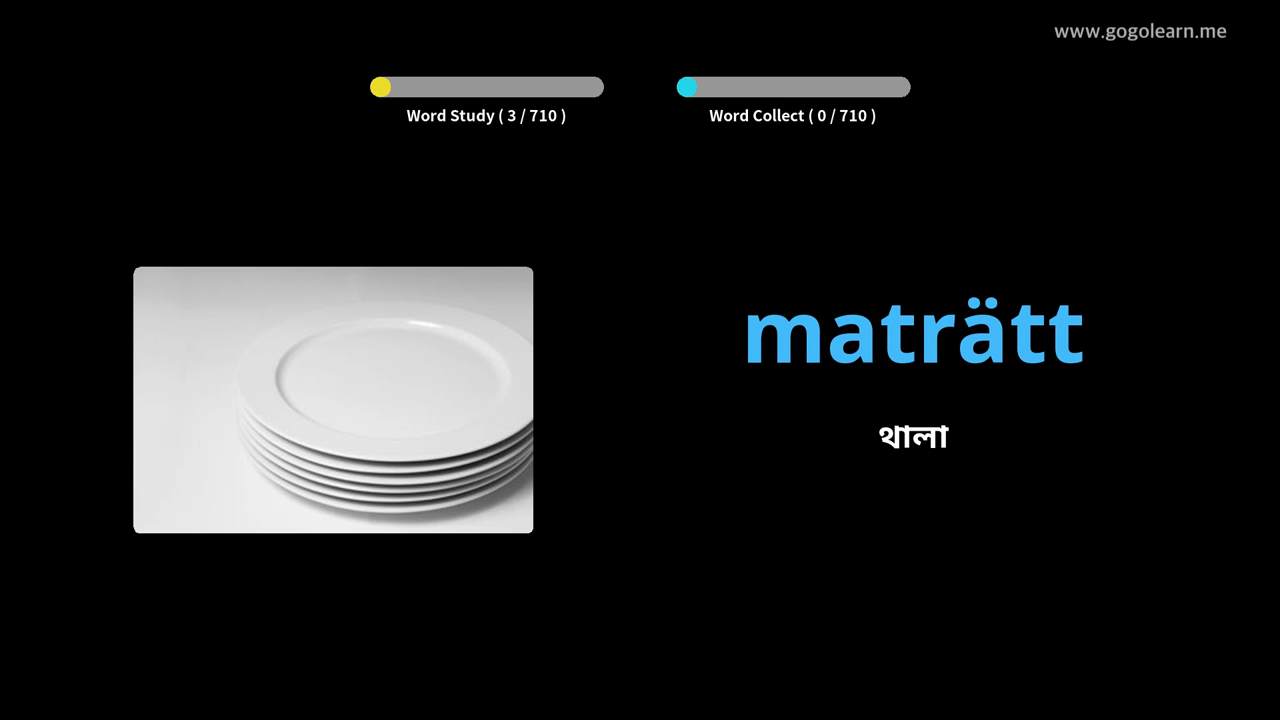 www.gogolearn.me
Word Study ( 3 / 710 )
Word Collect ( 0 / 710 )
maträtt
থালা